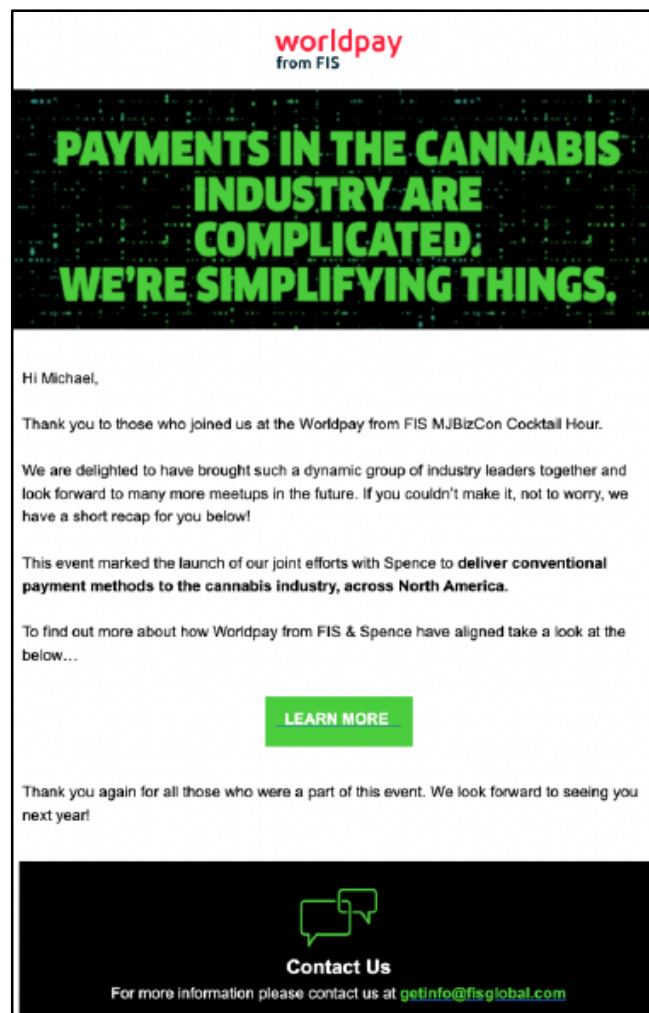 worldpay
from FIS
PAYMENTS IN THE CANNABIS
INDUSTRY ARE
COMPLICATED.
WE'RE SIMPLIFYING THINGS.
Hi Michael,
Thank you to those who joined us at the Worldpay from FIS MJBizCon Cocktail Hour.
We are delighted to have brought such a dynamic group of industry leaders together and
look forward to many more meetups in the future. If you couldn't make it, not to worry, we
have a short recap for you below!
This event marked the launch of our joint efforts with Spence to deliver conventional
payment methods to the cannabis industry, across North America.
To find out more about how Worldpay from FIS & Spence have aligned take a look at the
below…
LEARN MORE
Thank you again for all those who were a part of this event. We look forward to seeing you
next year!
Contact Us
For more information please contact us at getinfo@fisglobal.com